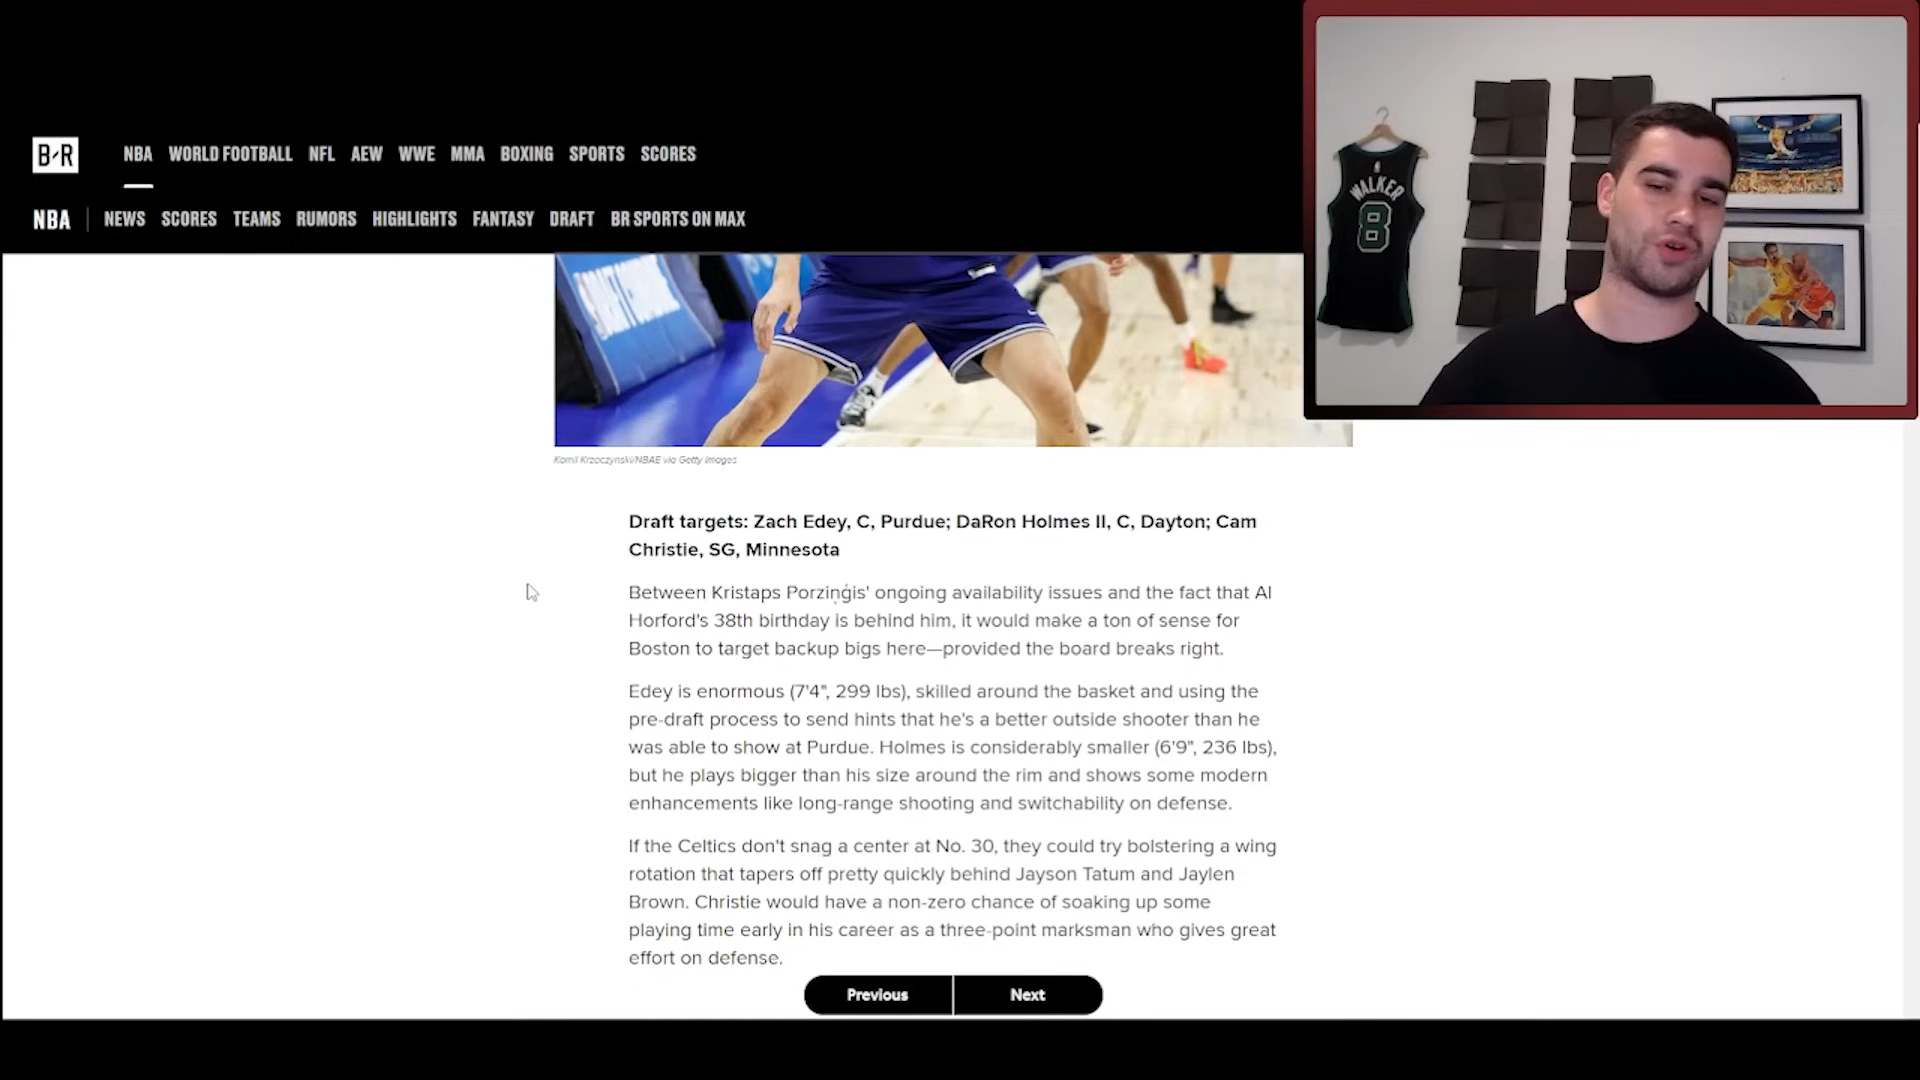 B/R
NBA WORLD FOOTBALL NFL AEW WWE MMA BOXING SPORTS SCORES
NBA NEWS SCORES TEAMS RUMORS HIGHLIGHTS FANTASY DRAFT BR SPORTS ON MAX
WALKER
8
Kamil Krzaczynski/NBAE via Getty Images
Draft targets: Zach Edey, C, Purdue; DaRon Holmes II, C, Dayton; Cam
Christie, SG, Minnesota
Between Kristaps Porziņģis' ongoing availability issues and the fact that Al
Horford's 38th birthday is behind him, it would make a ton of sense for
Boston to target backup bigs here—provided the board breaks right.
Edey is enormous (7'4", 299 lbs), skilled around the basket and using the
pre-draft process to send hints that he's a better outside shooter than he
was able to show at Purdue. Holmes is considerably smaller (6'9", 236 lbs),
but he plays bigger than his size around the rim and shows some modern
enhancements like long-range shooting and switchability on defense.
If the Celtics don't snag a center at No. 30, they could try bolstering a wing
rotation that tapers off pretty quickly behind Jayson Tatum and Jaylen
Brown. Christie would have a non-zero chance of soaking up some
playing time early in his career as a three-point marksman who gives great
effort on defense.
Previous Next